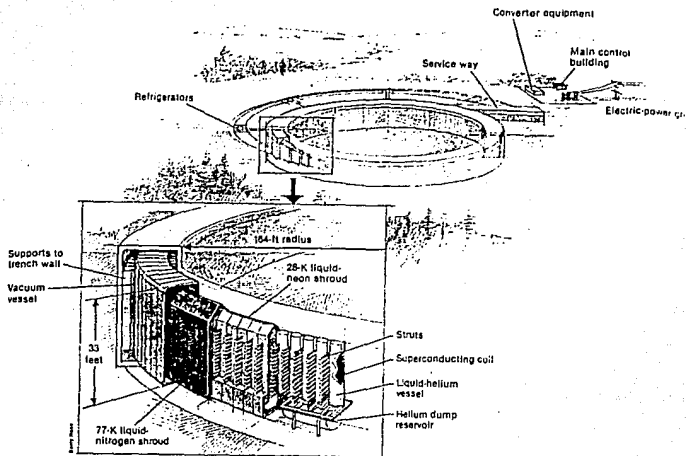 Converter equipment
Main control
building
Service way
Refrigerators
Electric-power
164-ft radius
Supports to
trench wall
28-K liquid-
neon shroud
Vacuum
vessel
Struts
33
feet
Superconducting coil
Liquid-helium
vessel
Helium dump
reservoir
77-K liquid-
nitrogen shroud